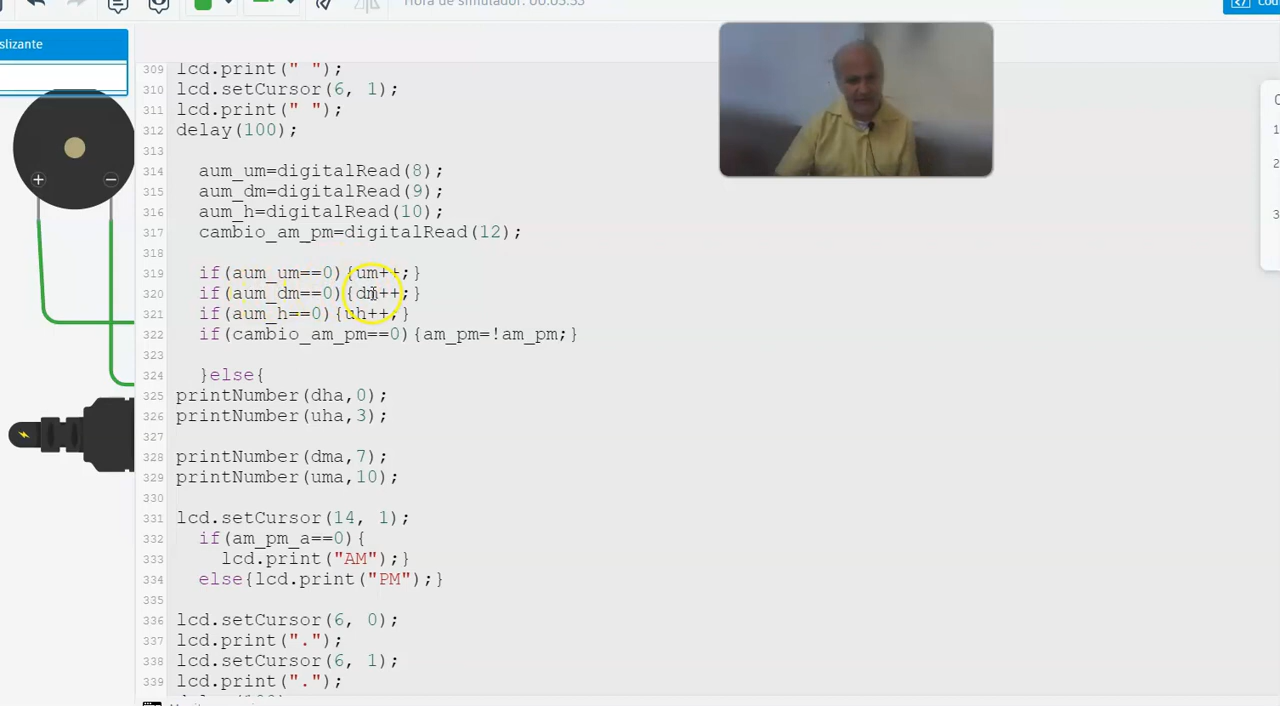 Hora de simulador: 00:03:33
slizante
309 lcd.print(" ");
310 lcd.setCursor(6, 1);
311 lcd.print(" ");
312 delay(100);
313
314 aum_um=digitalRead(8);
315 aum_dm=digitalRead(9);
316 aum_h=digitalRead(10);
317 cambio_am_pm=digitalRead(12);
318
319 if(aum_um==0){um++;}
320 if(aum_dm==0){dm++;}
321 if(aum_h==0){uh++;}
322 if(cambio_am_pm==0){am_pm=!am_pm;}
323
324 }else{
325 printNumber(dha,0);
326 printNumber(uha,3);
327
328 printNumber(dma,7);
329 printNumber(uma,10);
330
331 lcd.setCursor(14, 1);
332 if(am_pm_a==0){
333 lcd.print("AM");}
334 else{lcd.print("PM");}
335
336 lcd.setCursor(6, 0);
337 lcd.print(".");
338 lcd.setCursor(6, 1);
339 lcd.print(".");
1
2
3